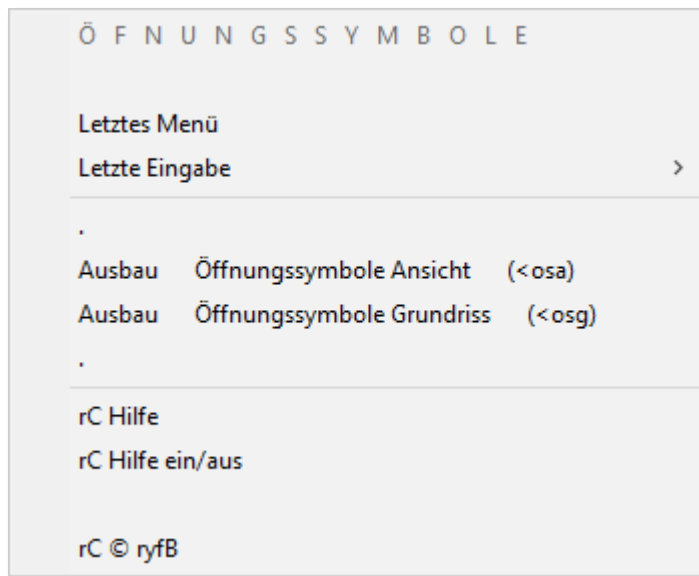 Ö F N U N G S S Y M B O L E
Letztes Menü
Letzte Eingabe >
.
Ausbau Öffnungssymbole Ansicht (<osa)
Ausbau Öffnungssymbole Grundriss (<osg)
.
rC Hilfe
rC Hilfe ein/aus
rC © ryfB